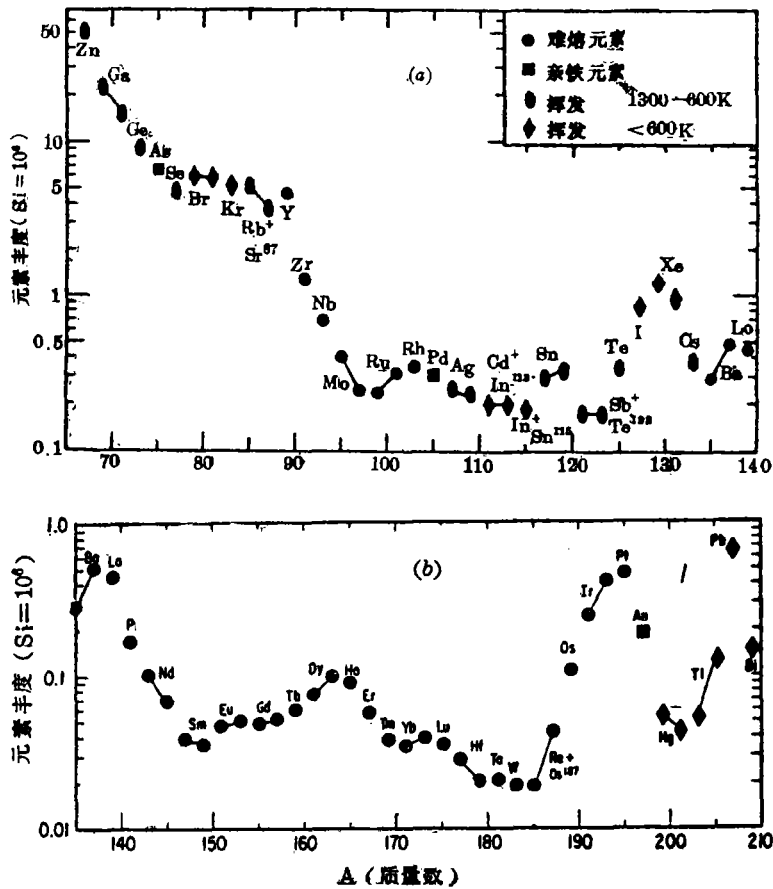 50
10
5
1
0.5
0.1
元素丰度(Si=10⁶)
(a)
● 难熔元素
■ 亲铁元素
挥发 1300-600K
挥发 <600K
Zn
Ga
Ge
As
Se
Br
Kr
Rb⁺
Sr⁸⁷
Y
Zr
Nb
Mo
Ru
Rh
Pd
Ag
Cd⁺
In
In⁺
Sn¹¹⁵
Sn
Sb⁺
Te
I
Xe
Cs
Ba
70 80 90 100 110 120 130 140
1.0
0.1
0.01
元素丰度(Si=10⁶)
(b)
Ba
La
Nd
Sm
Eu
Gd
Tb
Dy
Ho
Er
Tm
Yb
Lu
Hf
Ta
W
Re+
Os¹⁸⁷
Os
Ir
Pt
Au
Hg
Tl
Pb
Bi
140 150 160 170 180 190 200 210
A(质量数)